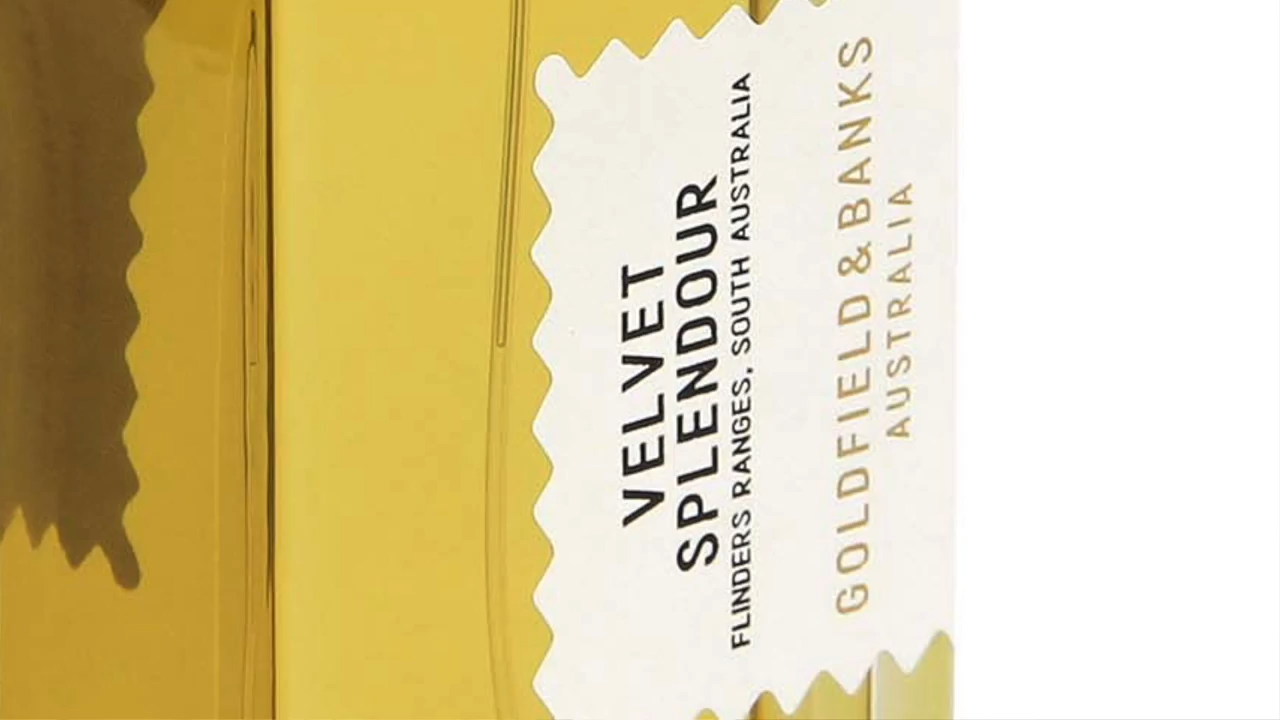 VELVET
SPLENDOUR
FLINDERS RANGES, SOUTH AUSTRALIA
GOLDFIELD & BANKS
AUSTRALIA